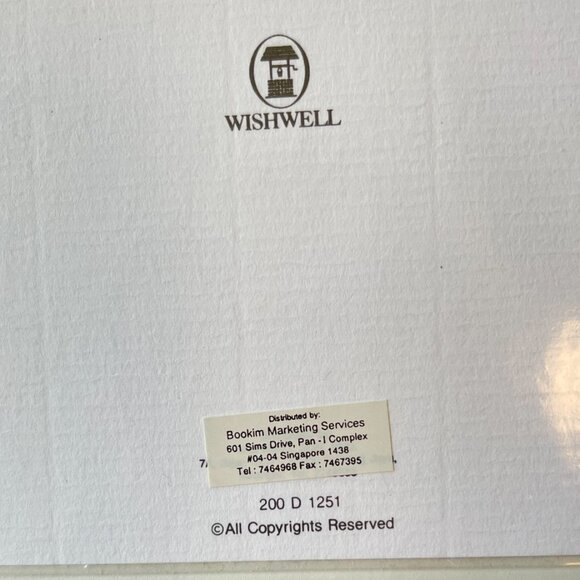 WISHWELL
Distributed by:
Bookim Marketing Services
601 Sims Drive, Pan - I Complex
#04-04 Singapore 1438
Tel : 7464968 Fax : 7467395
200 D 1251
©All Copyrights Reserved